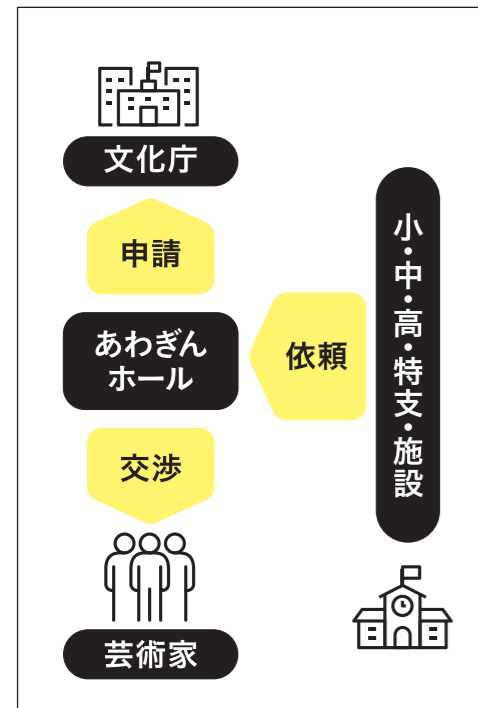 文化庁
申請
あわぎん
ホール
依頼
小・中・高・特支・施設
交渉
芸術家